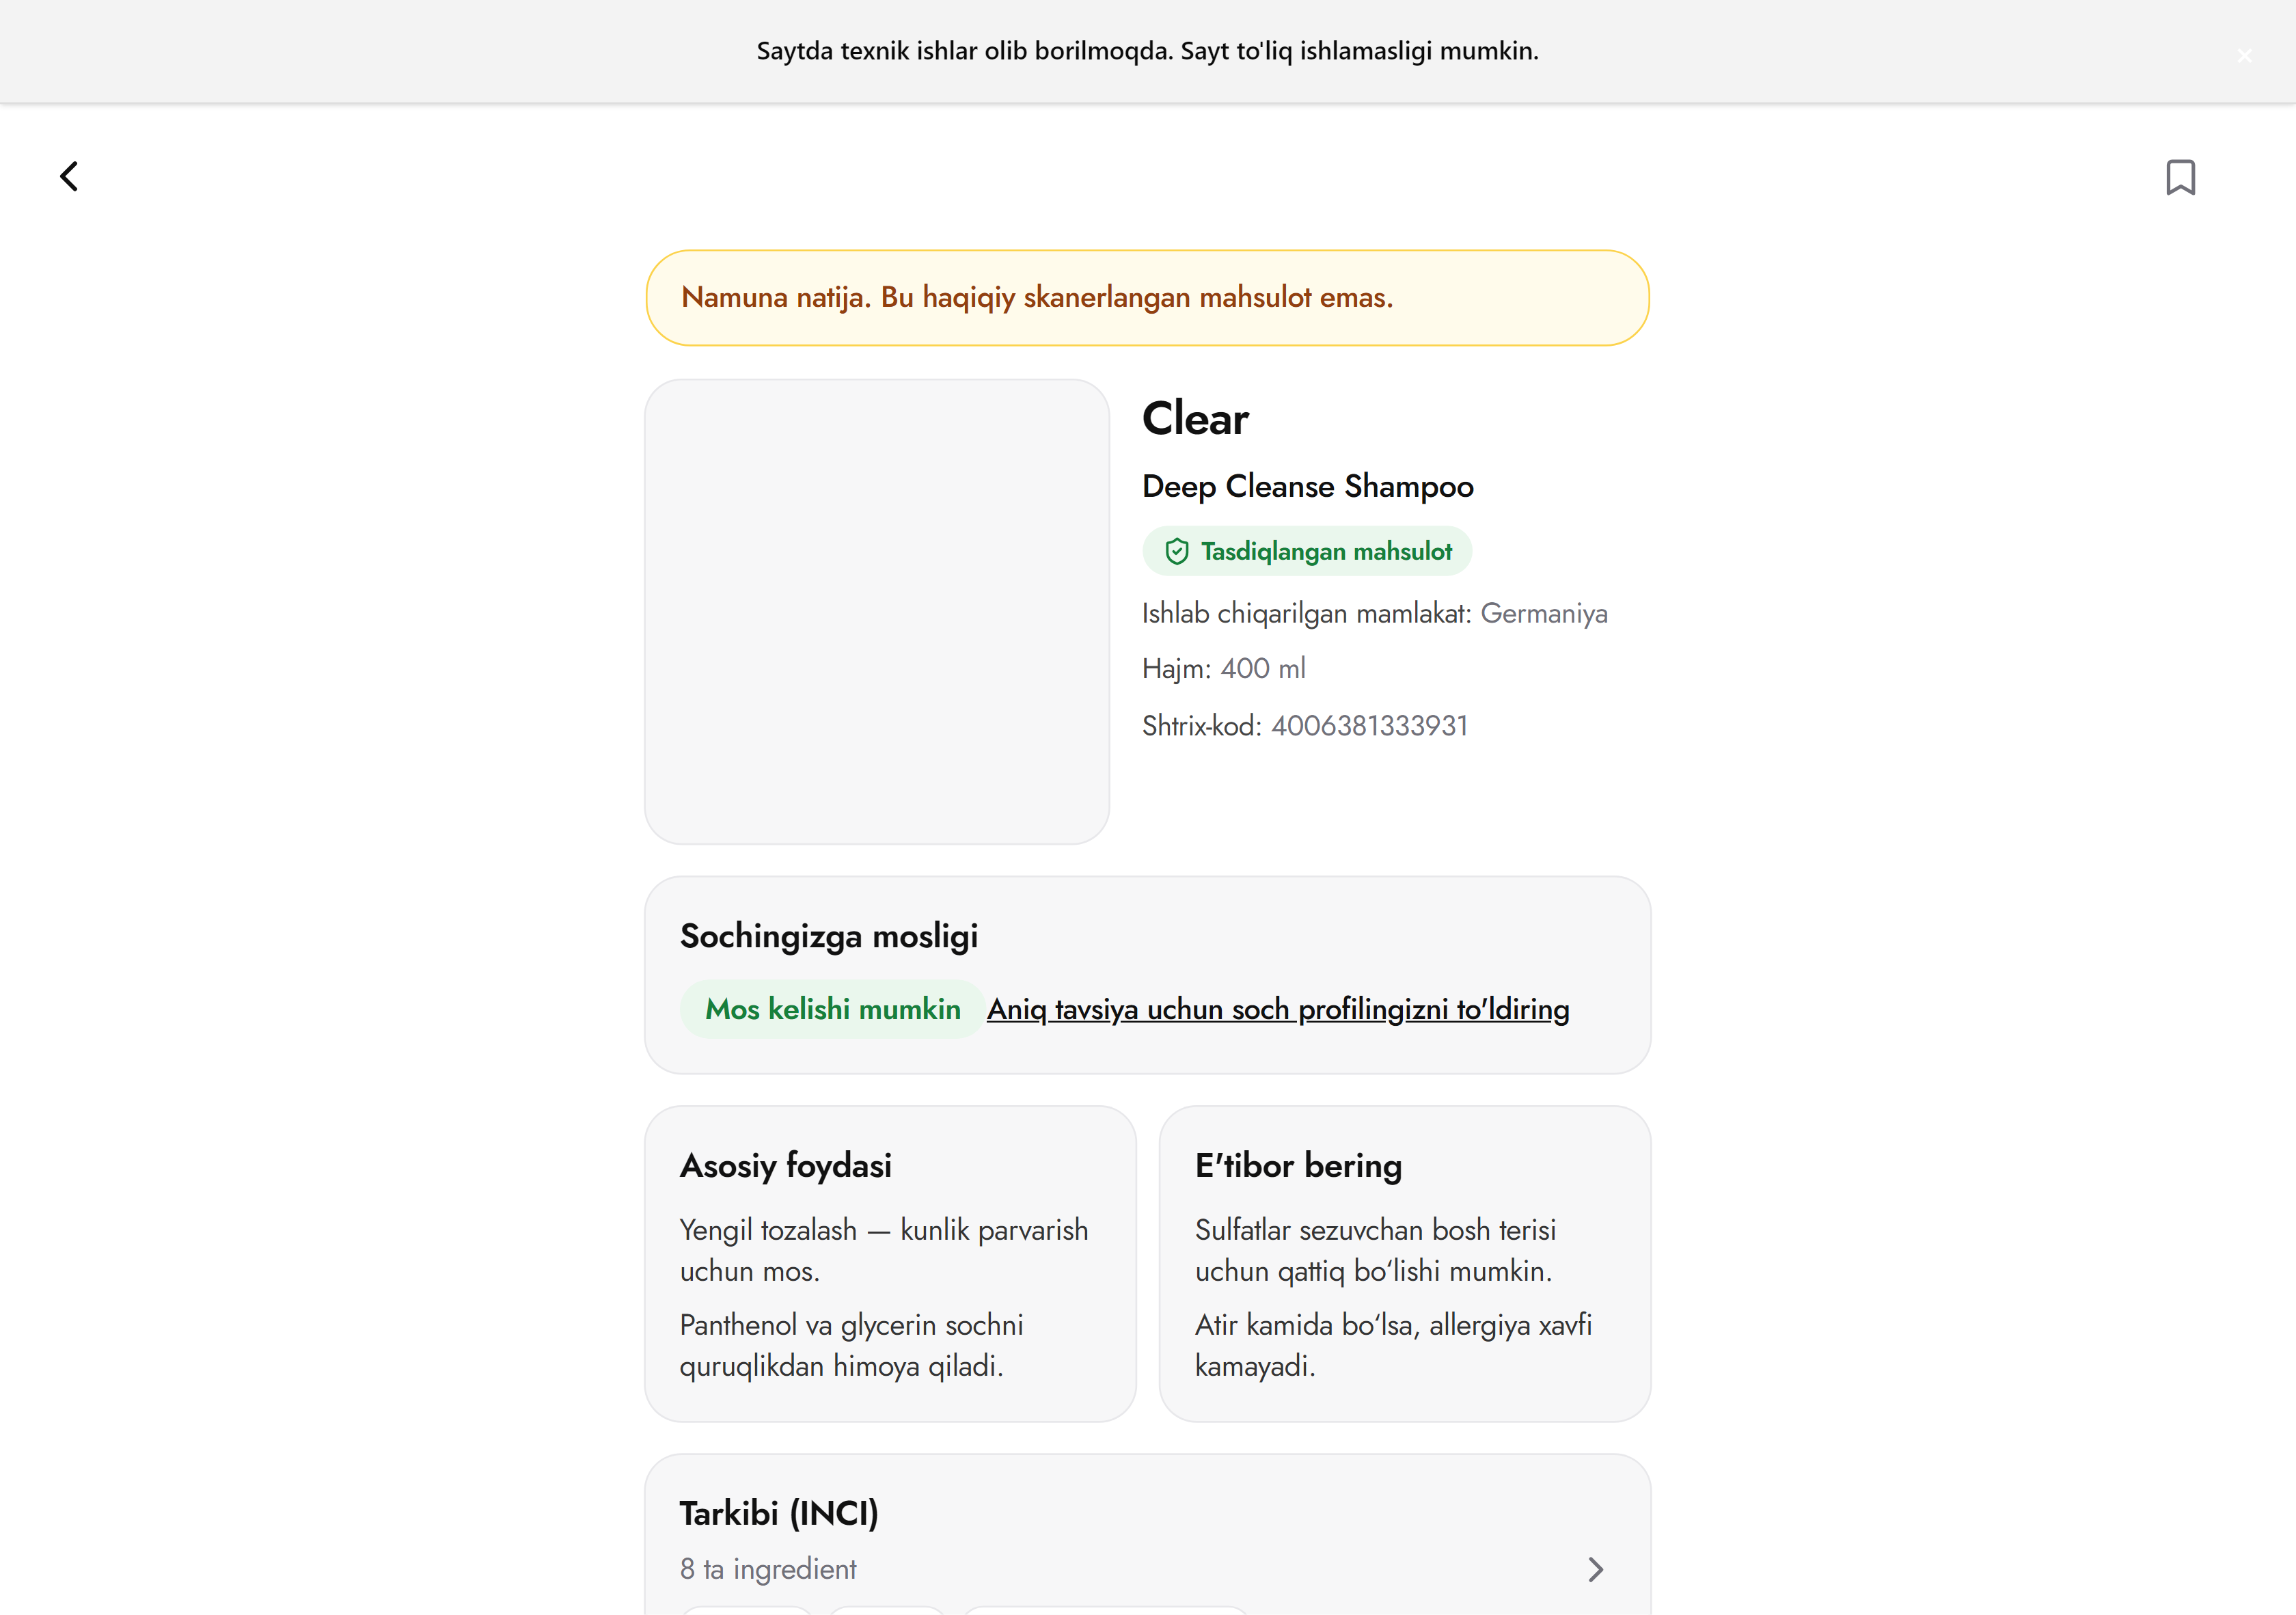 Saytda texnik ishlar olib borilmoqda. Sayt to'liq ishlamasligi mumkin.
Namuna natija. Bu haqiqiy skanerlangan mahsulot emas.
Clear
Deep Cleanse Shampoo
Tasdiqlangan mahsulot
Ishlab chiqarilgan mamlakat: Germaniya
Hajm: 400 ml
Shtrix-kod: 4006381333931
Sochingizga mosligi
Mos kelishi mumkin Aniq tavsiya uchun soch profilingizni to'ldiring
Asosiy foydasi
Yengil tozalash — kunlik parvarish
uchun mos.
Panthenol va glycerin sochni
quruqlikdan himoya qiladi.
E'tibor bering
Sulfatlar sezuvchan bosh terisi
uchun qattiq bo‘lishi mumkin.
Atir kamida bo‘lsa, allergiya xavfi
kamayadi.
Tarkibi (INCI)
8 ta ingredient